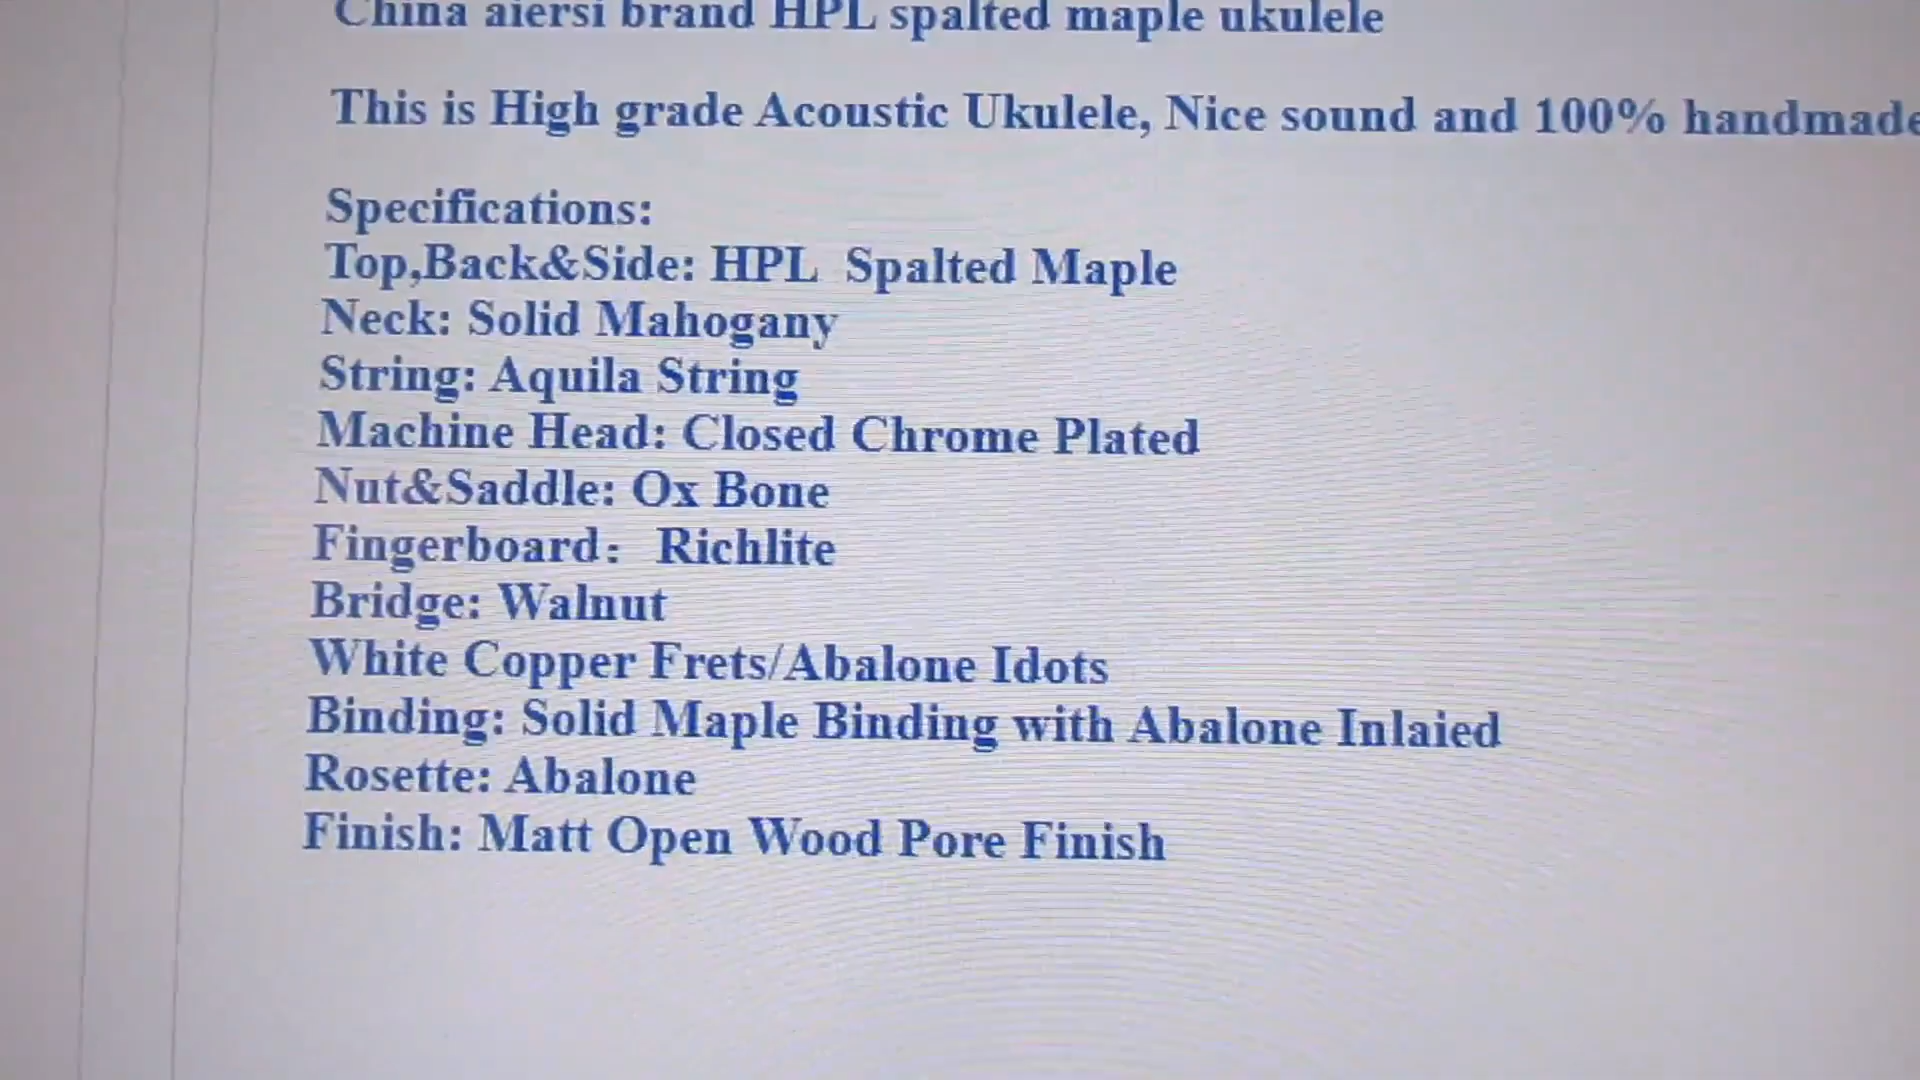 China aiersi brand HPL spalted maple ukulele
This is High grade Acoustic Ukulele, Nice sound and 100% handmade
Specifications:
Top,Back&Side: HPL Spalted Maple
Neck: Solid Mahogany
String: Aquila String
Machine Head: Closed Chrome Plated
Nut&Saddle: Ox Bone
Fingerboard： Richlite
Bridge: Walnut
White Copper Frets/Abalone Idots
Binding: Solid Maple Binding with Abalone Inlaied
Rosette: Abalone
Finish: Matt Open Wood Pore Finish